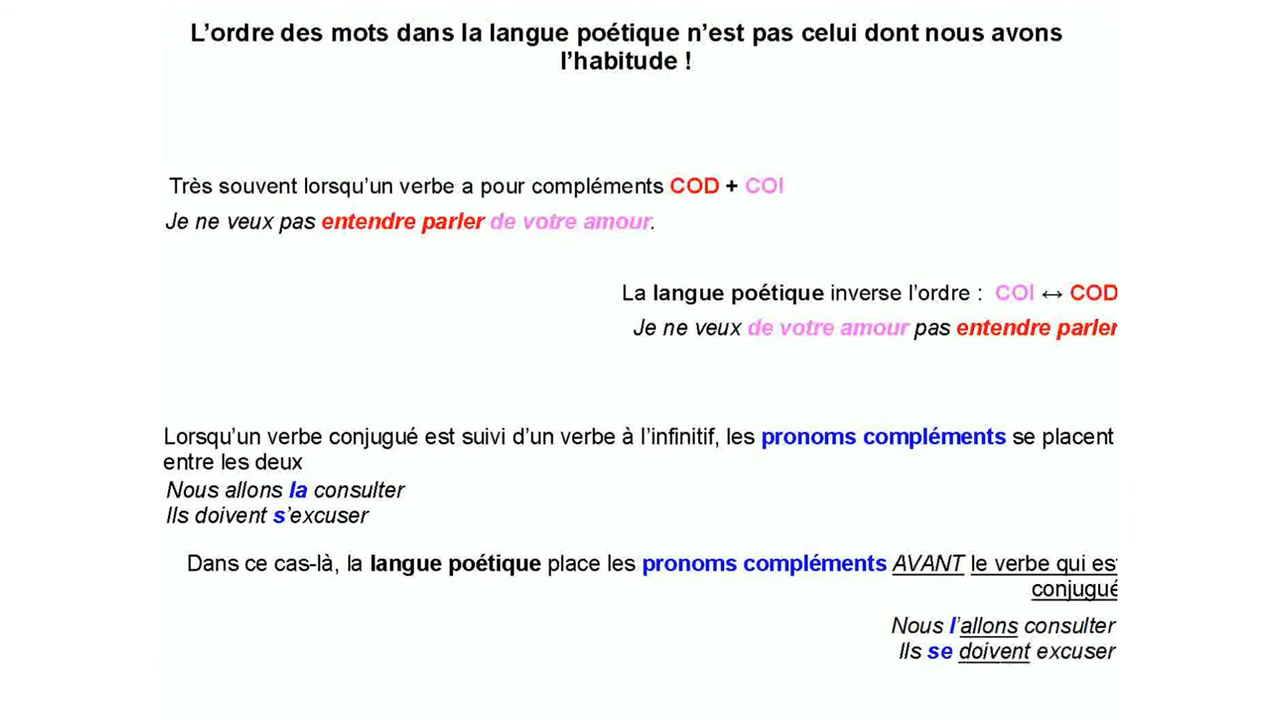 L’ordre des mots dans la langue poétique n’est pas celui dont nous avons
l’habitude !
Très souvent lorsqu’un verbe a pour compléments COD + COI
Je ne veux pas entendre parler de votre amour.
La langue poétique inverse l’ordre : COI ↔ COD
Je ne veux de votre amour pas entendre parler
Lorsqu’un verbe conjugué est suivi d’un verbe à l’infinitif, les pronoms compléments se placent
entre les deux
Nous allons la consulter
Ils doivent s’excuser
Dans ce cas-là, la langue poétique place les pronoms compléments AVANT le verbe qui est
conjugué
Nous l’allons consulter
Ils se doivent excuser